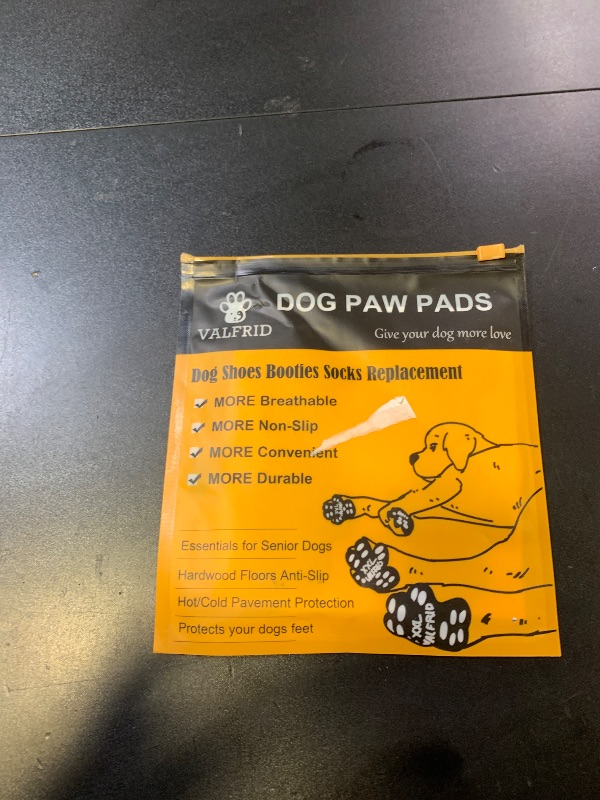 DOG PAW PADS
VALFRID
Give your dog more love
Dog Shoes Booties Socks Replacement
MORE Breathable
MORE Non-Slip
MORE Convenient
MORE Durable
Essentials for Senior Dogs
Hardwood Floors Anti-Slip
Hot/Cold Pavement Protection
Protects your dogs feet
XXL
VALFRID
XXL
VALFRID